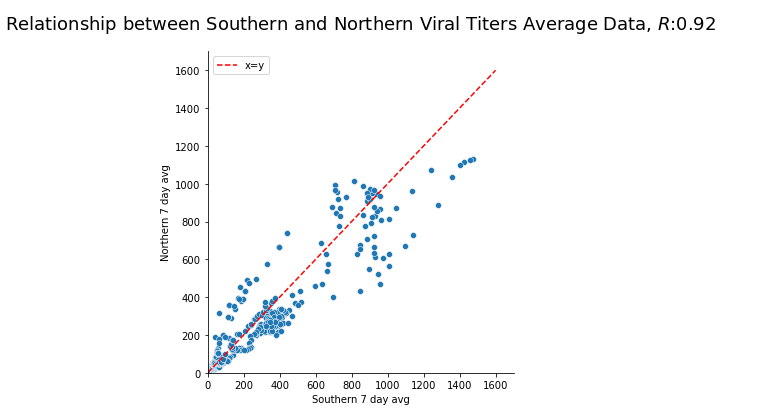 Relationship between Southern and Northern Viral Titers Average Data, R:0.92
x=y
1600
1400
1200
1000
800
600
400
200
0
Northern 7 day avg
0 200 400 600 800 1000 1200 1400 1600
Southern 7 day avg